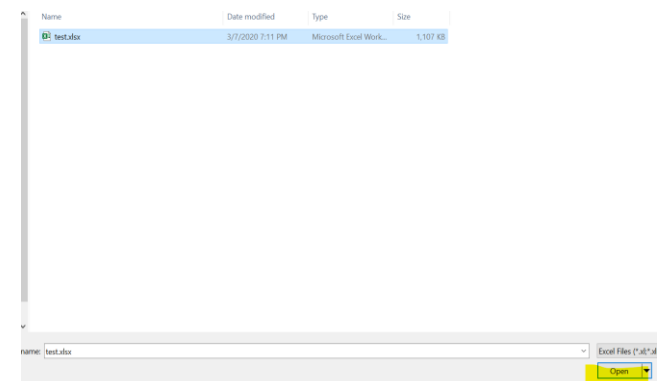 Name Date modified Type Size
test.xlsx 3/7/2020 7:11 PM Microsoft Excel Work... 1,107 KB
name: test.xlsx Excel Files (*.xl;*.xl
Open